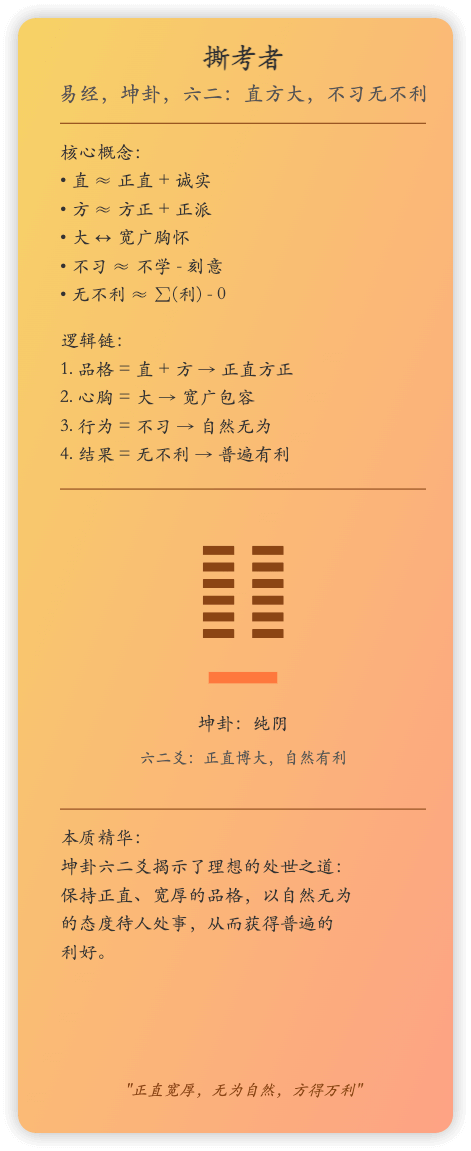 撕考者
易经，坤卦，六二：直方大，不习无不利
核心概念：
• 直 ≈ 正直 + 诚实
• 方 ≈ 方正 + 正派
• 大 ↔ 宽广胸怀
• 不习 ≈ 不学 - 刻意
• 无不利 ≈ ∑(利) - 0
逻辑链：
1. 品格 = 直 + 方 → 正直方正
2. 心胸 = 大 → 宽广包容
3. 行为 = 不习 → 自然无为
4. 结果 = 无不利 → 普遍有利
坤卦：纯阴
六二爻：正直博大，自然有利
本质精华：
坤卦六二爻揭示了理想的处世之道：
保持正直、宽厚的品格，以自然无为
的态度待人处事，从而获得普遍的
利好。
"正直宽厚，无为自然，方得万利"